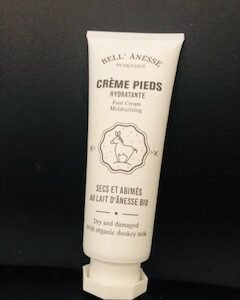 BELL' ÂNESSE
EN PROVENCE
CRÈME PIEDS
HYDRATANTE
Foot Cream
Moisturizing
SECS ET ABIMÉS
AU LAIT D'ÂNESSE BIO
Dry and damaged
with organic donkey milk